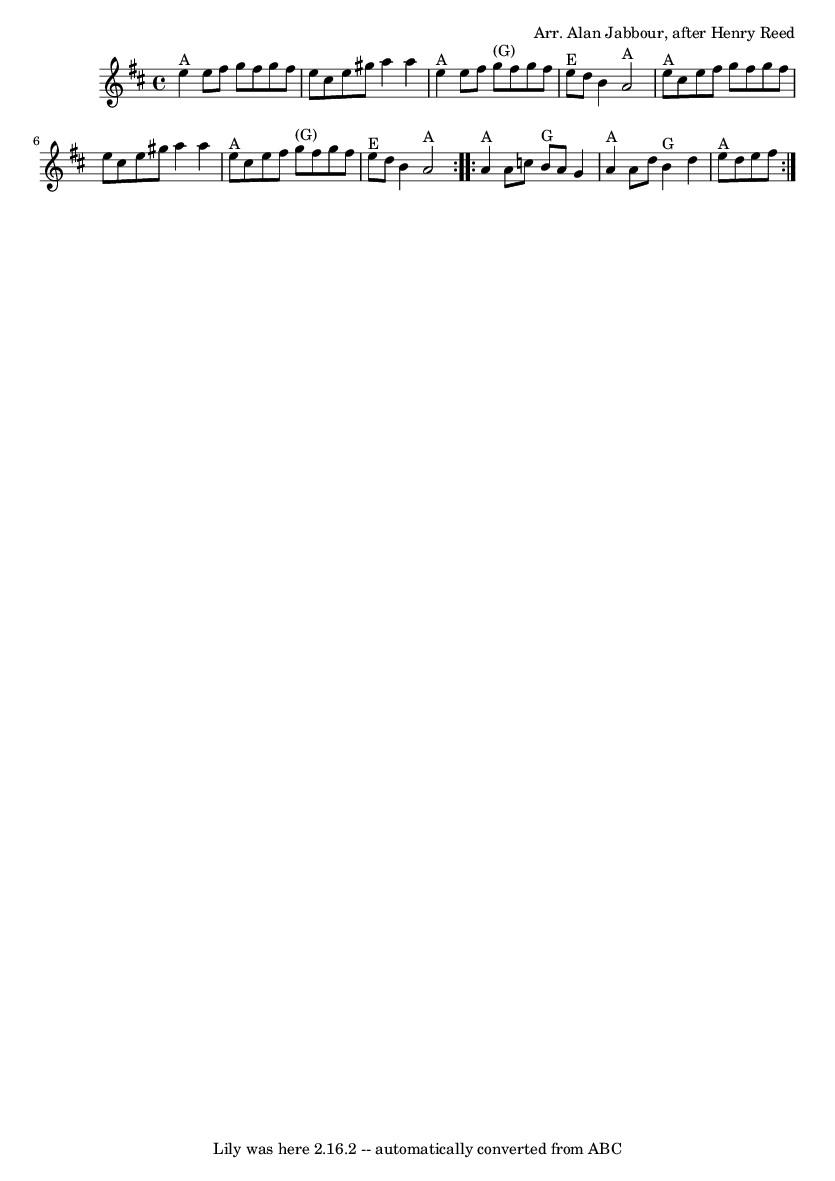 Arr. Alan Jabbour, after Henry Reed
A A (G) E A A
6 A (G) E A A G A G A
Lily was here 2.16.2 -- automatically converted from ABC